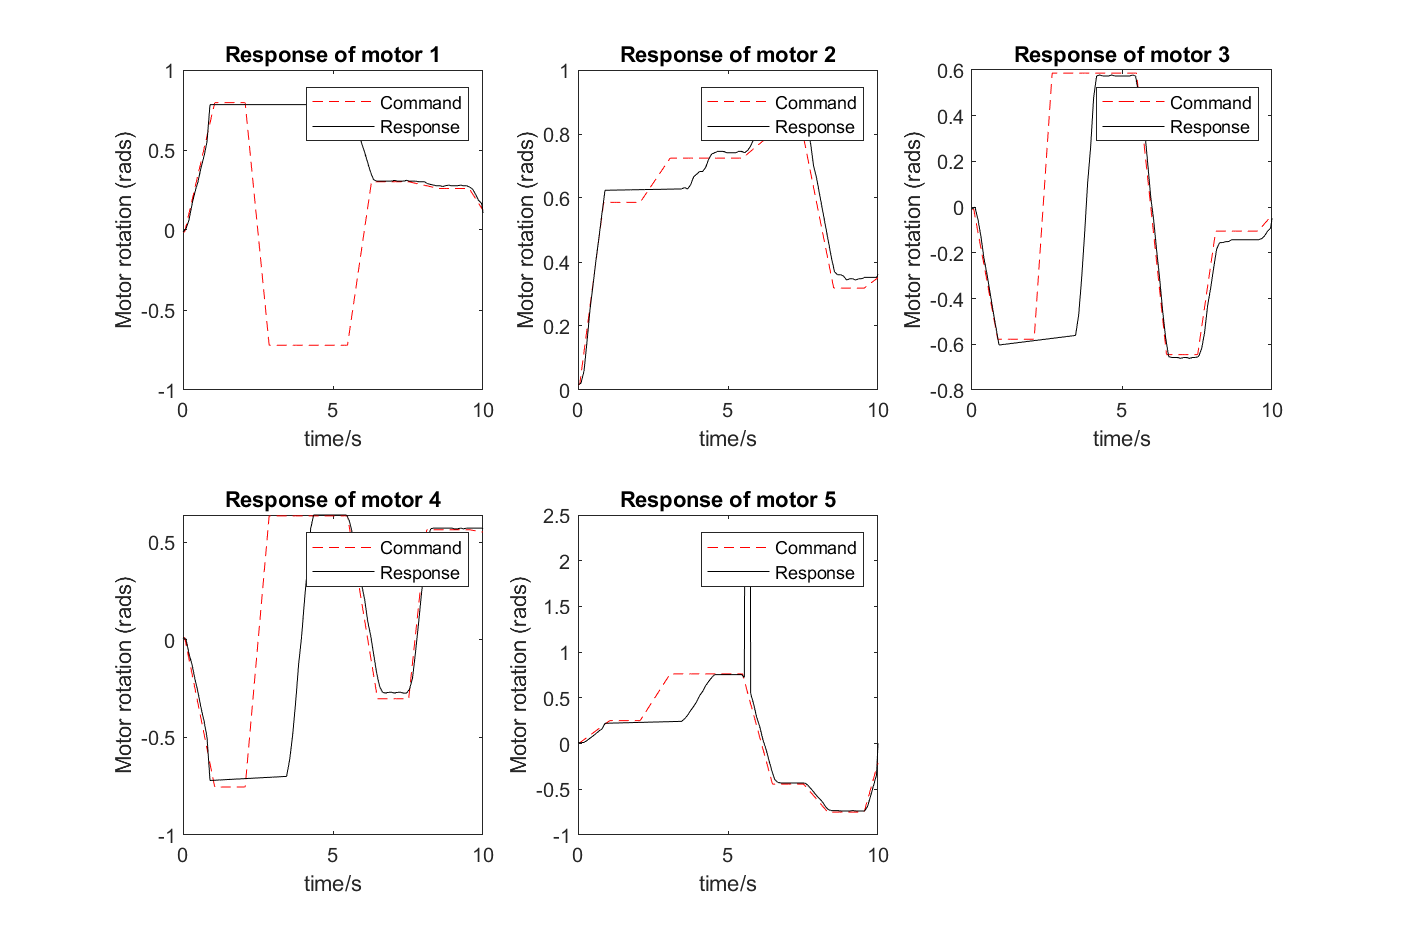 Response of motor 1
1
0.5
0
-0.5
-1
Motor rotation (rads)
0
5
10
time/s
Command
Response
Response of motor 2
1
0.8
0.6
0.4
0.2
0
Motor rotation (rads)
0
5
10
time/s
Command
Response
Response of motor 3
0.6
0.4
0.2
0
-0.2
-0.4
-0.6
-0.8
Motor rotation (rads)
0
5
10
time/s
Command
Response
Response of motor 4
0.5
0
-0.5
-1
Motor rotation (rads)
0
5
10
time/s
Command
Response
Response of motor 5
2.5
2
1.5
1
0.5
0
-0.5
-1
Motor rotation (rads)
0
5
10
time/s
Command
Response